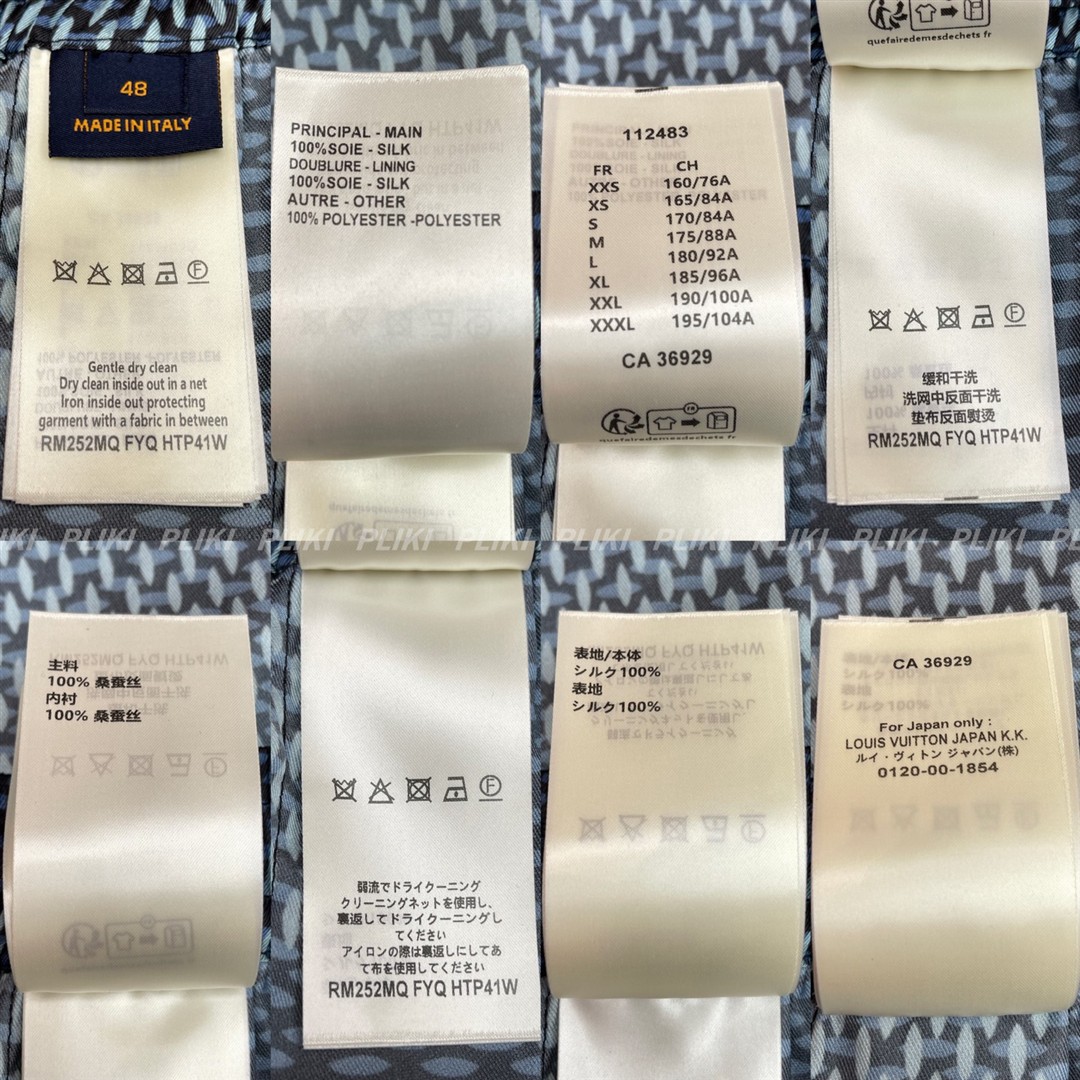 48
MADE IN ITALY
Gentle dry clean
Dry clean inside out in a net
Iron inside out protecting
garment with a fabric in between
RM252MQ FYQ HTP41W
PRINCIPAL - MAIN
100%SOIE - SILK
DOUBLURE - LINING
100%SOIE - SILK
AUTRE - OTHER
100% POLYESTER -POLYESTER
112483
FR CH
XXS 160/76A
XS 165/84A
S 170/84A
M 175/88A
L 180/92A
XL 185/96A
XXL 190/100A
XXXL 195/104A
CA 36929
FR
quefairedemesdechets fr
quefairedemesdechets fr
缓和干洗
洗网中反面干洗
垫布反面熨烫
RM252MQ FYQ HTP41W
PLIKI PLIKI PLIKI PLIKI PLIKI PLIKI PLIKI PLIKI PLIKI PLIKI
主料
100% 桑蚕丝
内衬
100% 桑蚕丝
弱流でドライクーニング
クリーニングネットを使用し、
裏返してドライクーニングし
てください
アイロンの際は裏返しにしてあ
て布を使用してください
RM252MQ FYQ HTP41W
表地/本体
シルク100%
表地
シルク100%
CA 36929
For Japan only :
LOUIS VUITTON JAPAN K.K.
ルイ・ヴィトン ジャパン(株)
0120-00-1854